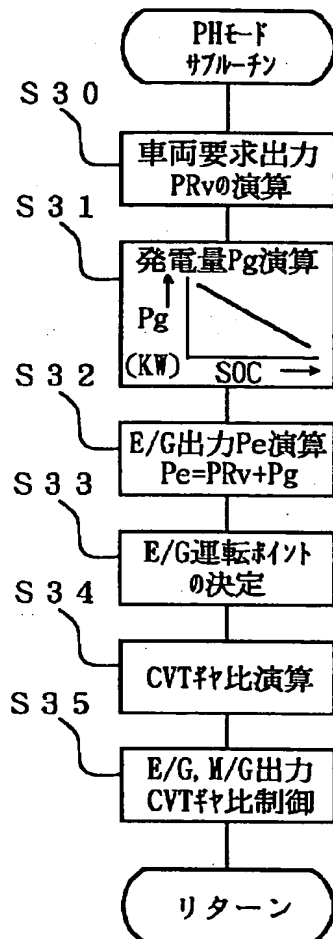 PHモード
サブルーチン
S30
車両要求出力
PRvの演算
S31
発電量Pg演算
Pg
(KW)
SOC
S32
E/G出力Pe演算
Pe=PRv+Pg
S33
E/G運転ポイント
の決定
S34
CVTギヤ比演算
S35
E/G, M/G出力
CVTギヤ比制御
リターン